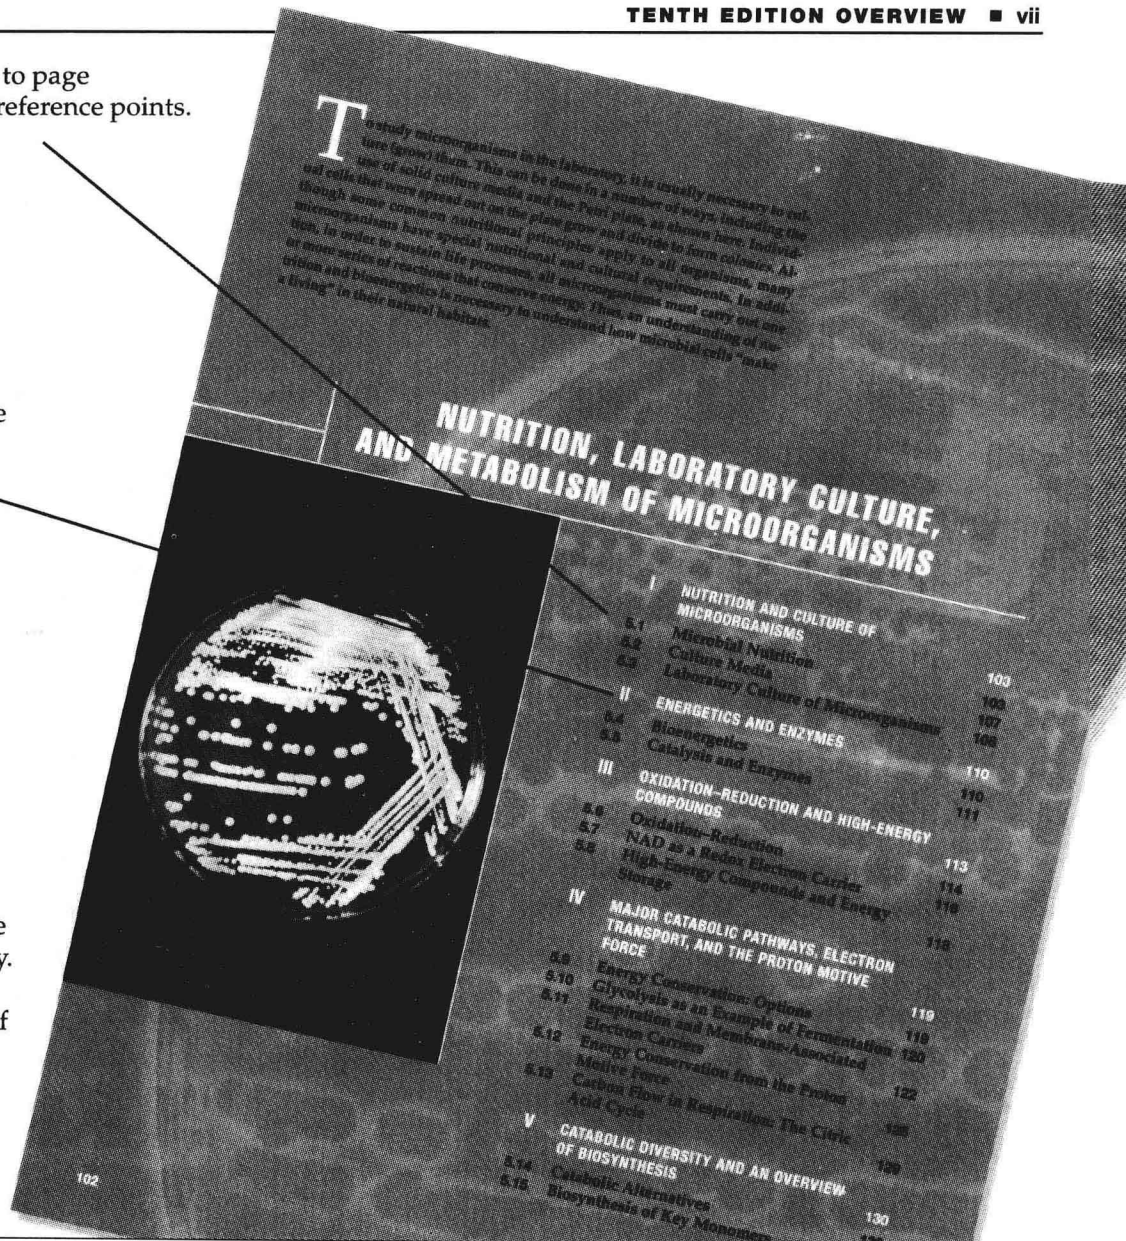 TENTH EDITION OVERVIEW ■ vii
to page
reference points.
e
e
y.
f
To study microorganisms in the laboratory, it is usually necessary to cul-
ture (grow) them. This can be done in a number of ways, including the
use of solid culture media and the Petri plate, as shown here. Individ-
ual cells that were spread out on the plate grow and divide to form colonies. Al-
though some common nutritional principles apply to all organisms, many
microorganisms have special nutritional and cultural requirements. In addi-
tion, in order to sustain life processes, all microorganisms must carry out one
or more series of reactions that conserve energy. Thus, an understanding of nu-
trition and bioenergetics is necessary to understand how microbial cells "make
a living" in their natural habitats.
NUTRITION, LABORATORY CULTURE,
AND METABOLISM OF MICROORGANISMS
I NUTRITION AND CULTURE OF
MICROORGANISMS 103
5.1 Microbial Nutrition 103
5.2 Culture Media 107
5.3 Laboratory Culture of Microorganisms 108
II ENERGETICS AND ENZYMES 110
5.4 Bioenergetics 110
5.5 Catalysis and Enzymes 111
III OXIDATION–REDUCTION AND HIGH-ENERGY
COMPOUNDS 113
5.6 Oxidation–Reduction 114
5.7 NAD as a Redox Electron Carrier 116
5.8 High-Energy Compounds and Energy
Storage 118
IV MAJOR CATABOLIC PATHWAYS, ELECTRON
TRANSPORT, AND THE PROTON MOTIVE
FORCE 119
5.9 Energy Conservation: Options 119
5.10 Glycolysis as an Example of Fermentation 120
5.11 Respiration and Membrane-Associated
Electron Carriers 122
5.12 Energy Conservation from the Proton
Motive Force
5.13 Carbon Flow in Respiration: The Citric
Acid Cycle 129
V CATABOLIC DIVERSITY AND AN OVERVIEW
OF BIOSYNTHESIS 130
5.14 Catabolic Alternatives
5.15 Biosynthesis of Key Monomers
102